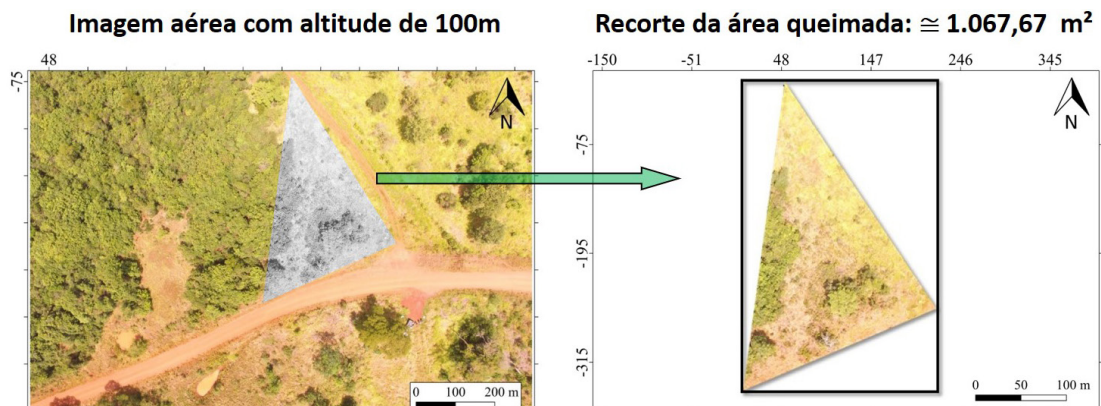 Imagem aérea com altitude de 100m
48
-75
N
0 100 200 m
Recorte da área queimada: ≅ 1.067,67 m²
-150 -51 48 147 246 345
-75
-195
-315
N
0 50 100 m